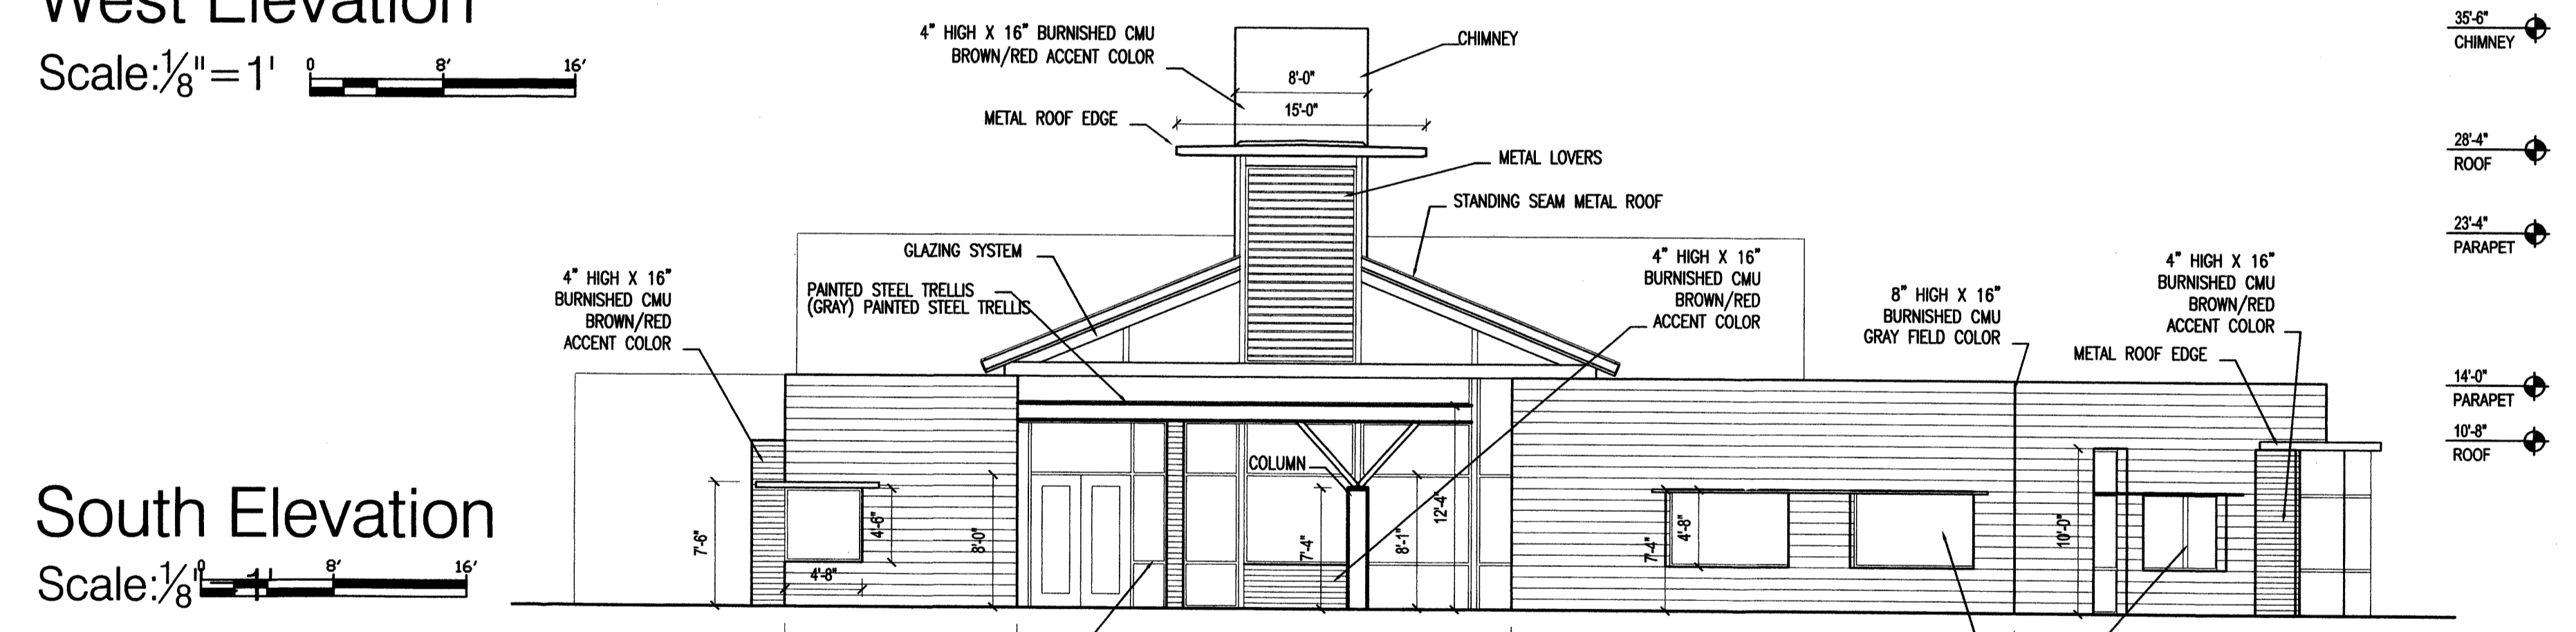 West Elevation
Scale:⅛"=1'
0 8' 16'
4" HIGH X 16" BURNISHED CMU
BROWN/RED ACCENT COLOR
CHIMNEY
8'-0"
15'-0"
METAL ROOF EDGE
METAL LOVERS
STANDING SEAM METAL ROOF
GLAZING SYSTEM
PAINTED STEEL TRELLIS
(GRAY) PAINTED STEEL TRELLIS
4" HIGH X 16"
BURNISHED CMU
BROWN/RED
ACCENT COLOR
4" HIGH X 16"
BURNISHED CMU
BROWN/RED
ACCENT COLOR
8" HIGH X 16"
BURNISHED CMU
GRAY FIELD COLOR
4" HIGH X 16"
BURNISHED CMU
BROWN/RED
ACCENT COLOR
METAL ROOF EDGE
35'-6"
CHIMNEY
28'-4"
ROOF
23'-4"
PARAPET
14'-0"
PARAPET
10'-8"
ROOF
COLUMN
7'-6"
4'-6"
4'-8"
8'-0"
7'-4"
8'-1"
12'-4"
7'-4"
4'-8"
10'-0"
South Elevation
Scale:⅛"=1'
0 8' 16'